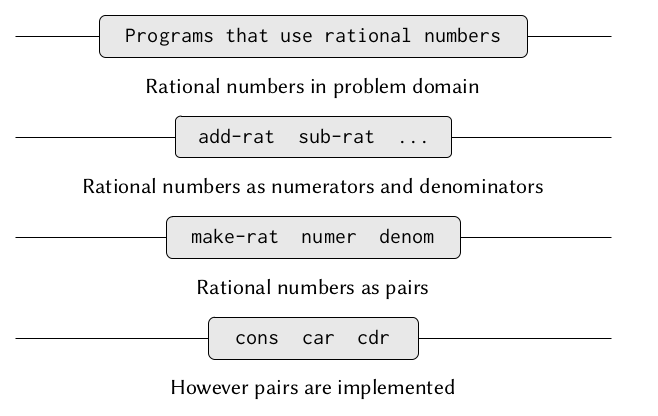 Programs that use rational numbers
Rational numbers in problem domain
add-rat sub-rat ...
Rational numbers as numerators and denominators
make-rat numer denom
Rational numbers as pairs
cons car cdr
However pairs are implemented